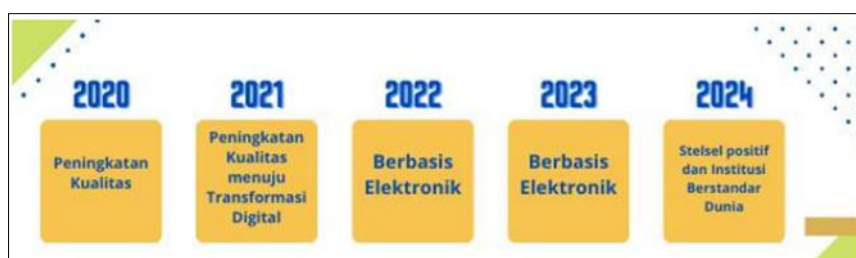 2020
Peningkatan
Kualitas
2021
Peningkatan
Kualitas
menuju
Transformasi
Digital
2022
Berbasis
Elektronik
2023
Berbasis
Elektronik
2024
Stelsel positif
dan Institusi
Berstandar
Dunia